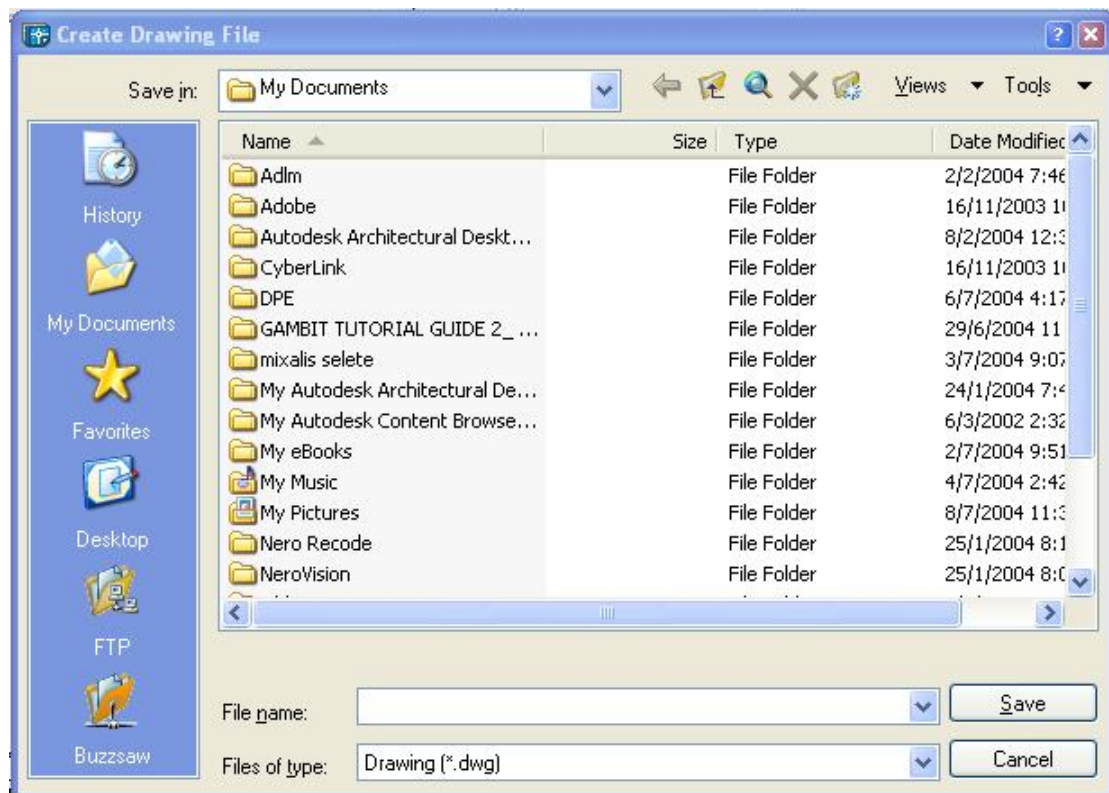 Create Drawing File
Save in: My Documents Views Tools
Name Size Type Date Modified
Adlm File Folder 2/2/2004 7:46
Adobe File Folder 16/11/2003 1
Autodesk Architectural Deskt... File Folder 8/2/2004 12:3
CyberLink File Folder 16/11/2003 1
DPE File Folder 6/7/2004 4:17
GAMBIT TUTORIAL GUIDE 2_ ... File Folder 29/6/2004 11
mixalis selete File Folder 3/7/2004 9:07
My Autodesk Architectural De... File Folder 24/1/2004 7:4
My Autodesk Content Browse... File Folder 6/3/2002 2:32
My eBooks File Folder 2/7/2004 9:51
My Music File Folder 4/7/2004 2:42
My Pictures File Folder 8/7/2004 11:3
Nero Recode File Folder 25/1/2004 8:1
NeroVision File Folder 25/1/2004 8:0
History
My Documents
Favorites
Desktop
FTP
Buzzsaw
File name: Save
Files of type: Drawing (*.dwg) Cancel